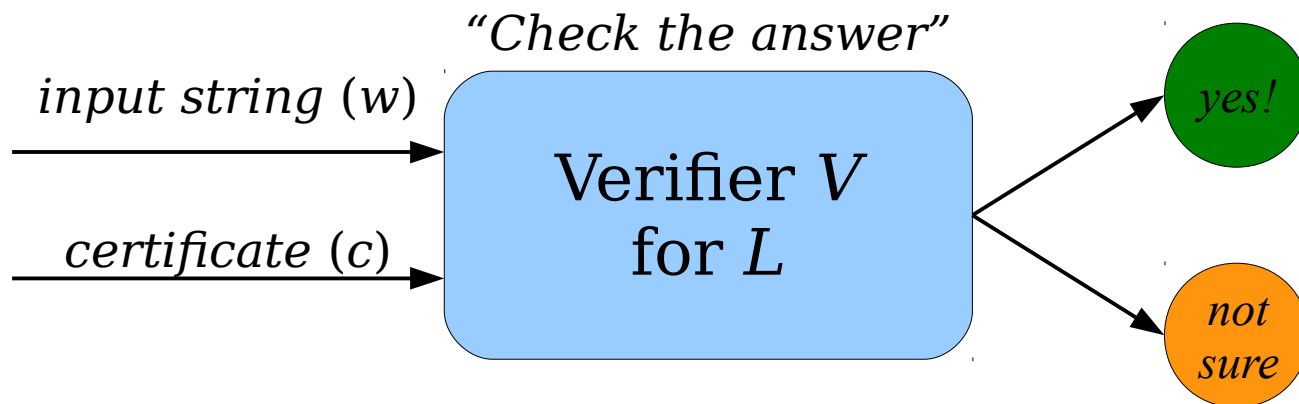 “Check the answer”
input string (w)
certificate (c)
Verifier V
for L
yes!
not
sure